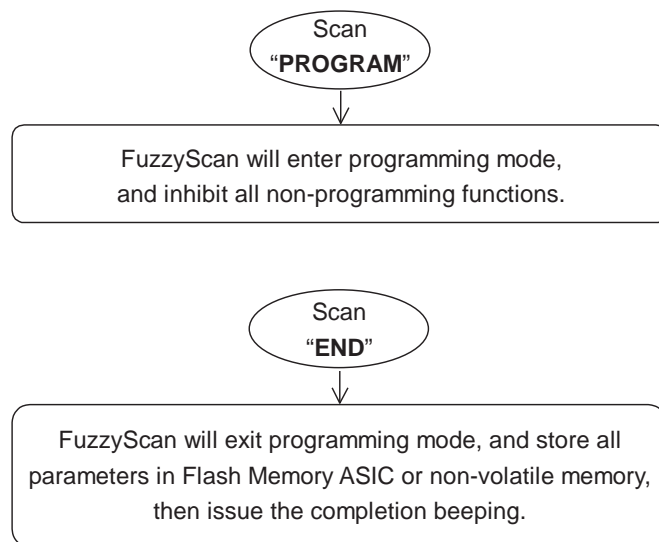 Scan
“PROGRAM”
FuzzyScan will enter programming mode,
and inhibit all non-programming functions.
Scan
“END”
FuzzyScan will exit programming mode, and store all
parameters in Flash Memory ASIC or non-volatile memory,
then issue the completion beeping.